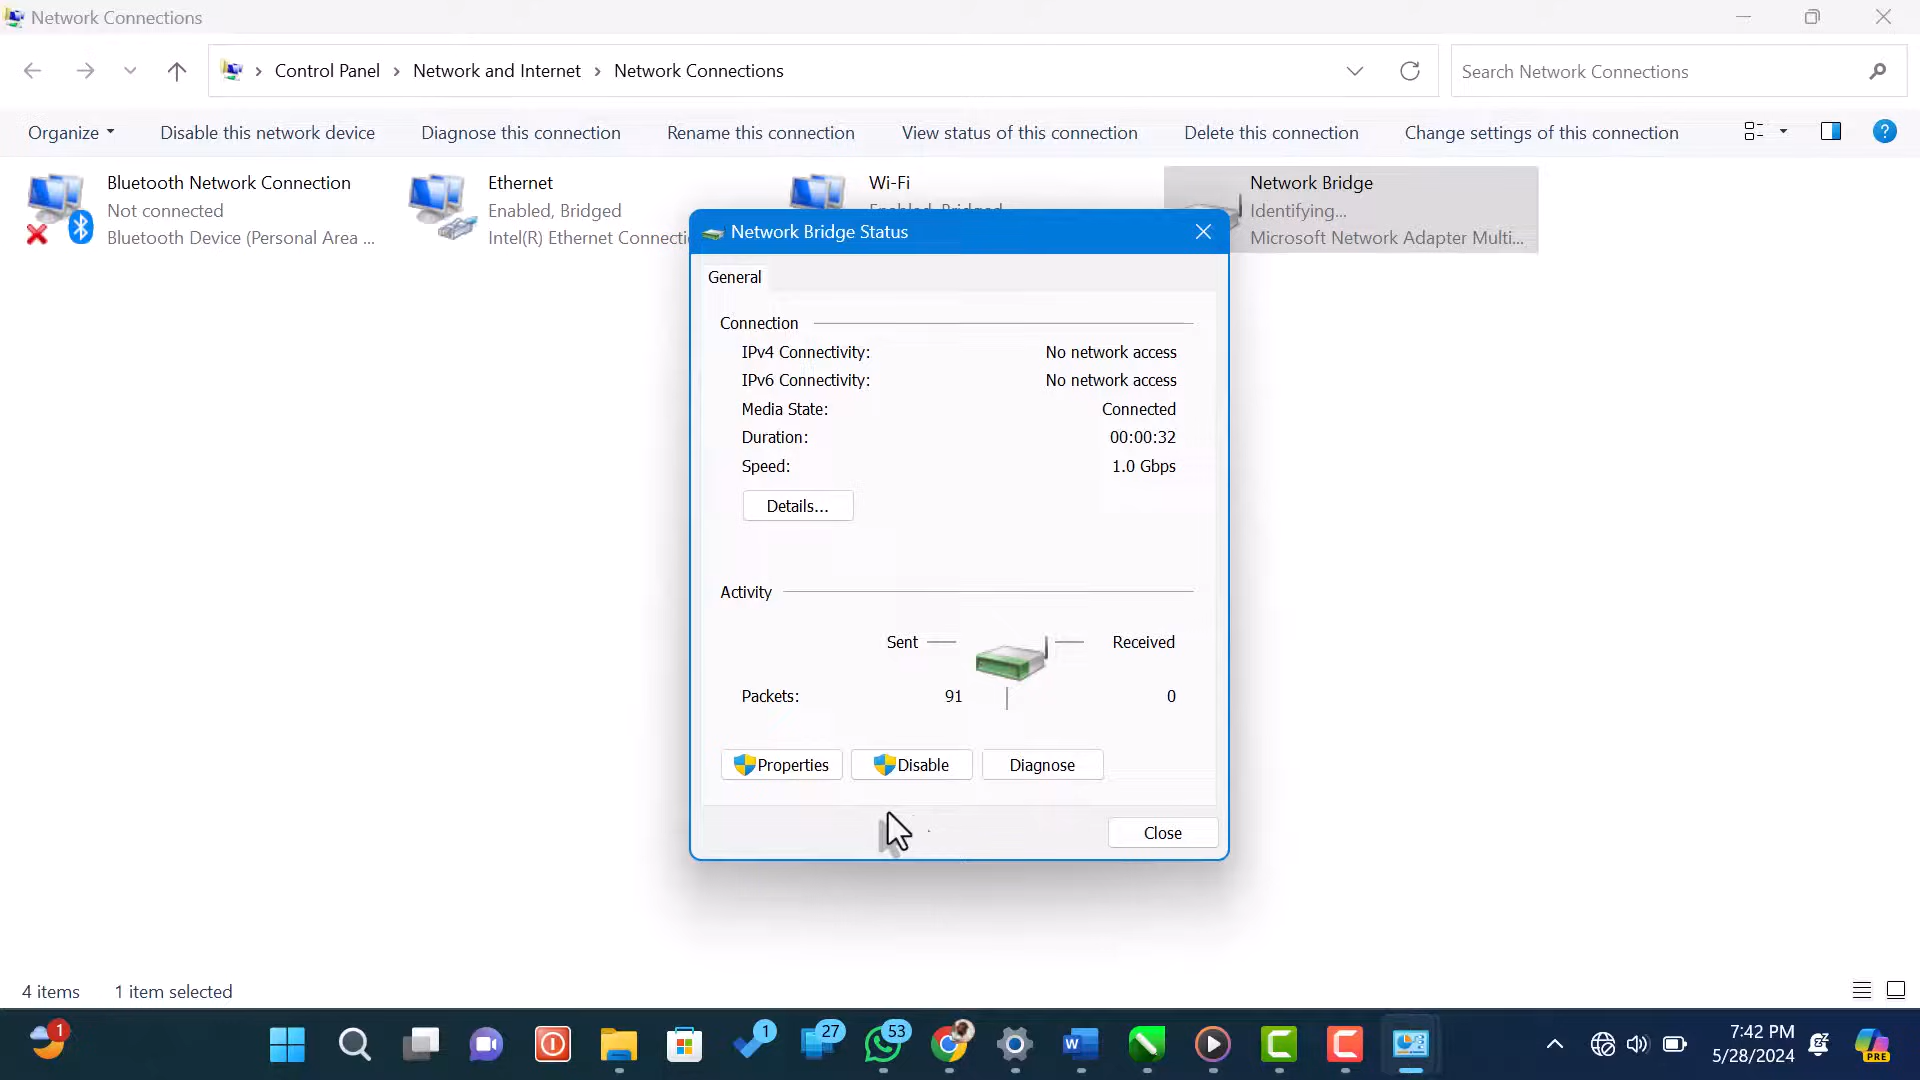 Network Connections
Control Panel > Network and Internet > Network Connections
Search Network Connections
Organize Disable this network device Diagnose this connection Rename this connection View status of this connection Delete this connection Change settings of this connection
Bluetooth Network Connection
Not connected
Bluetooth Device (Personal Area ...
Ethernet
Enabled, Bridged
Intel(R) Ethernet
Wi-Fi
Enabled, Bridged
Network Bridge
Identifying...
Microsoft Network Adapter Multi...
Network Bridge Status
General
Connection
IPv4 Connectivity: No network access
IPv6 Connectivity: No network access
Media State: Connected
Duration: 00:00:32
Speed: 1.0 Gbps
Details...
Activity
Sent Received
Packets: 91 0
Properties Disable Diagnose
Close
4 items 1 item selected
1
1
27
53
7:42 PM
5/28/2024
PRE